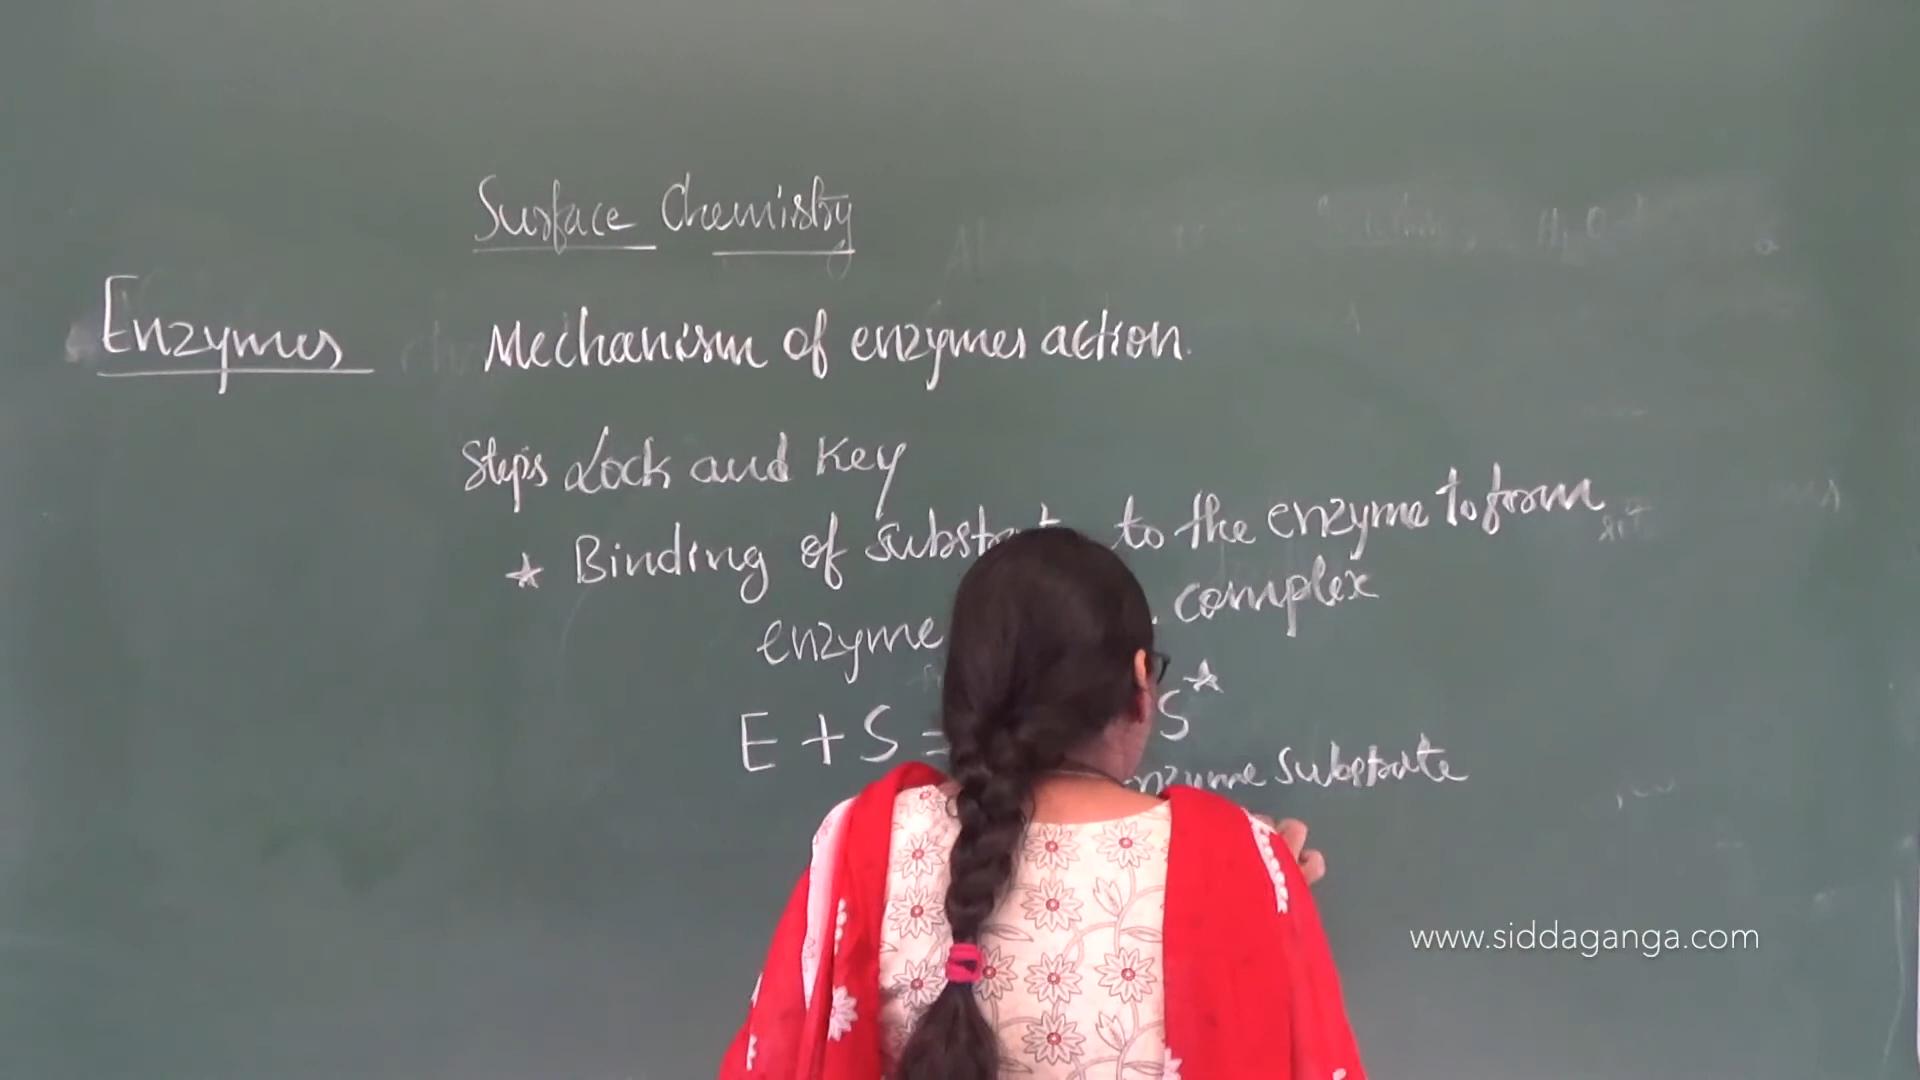 Surface Chemistry
Enzymes Mechanism of enzymes action.
Steps Lock and Key
★ Binding of to the enzyme to form
enzyme complex
E + S = S★
substrate
www.siddaganga.com